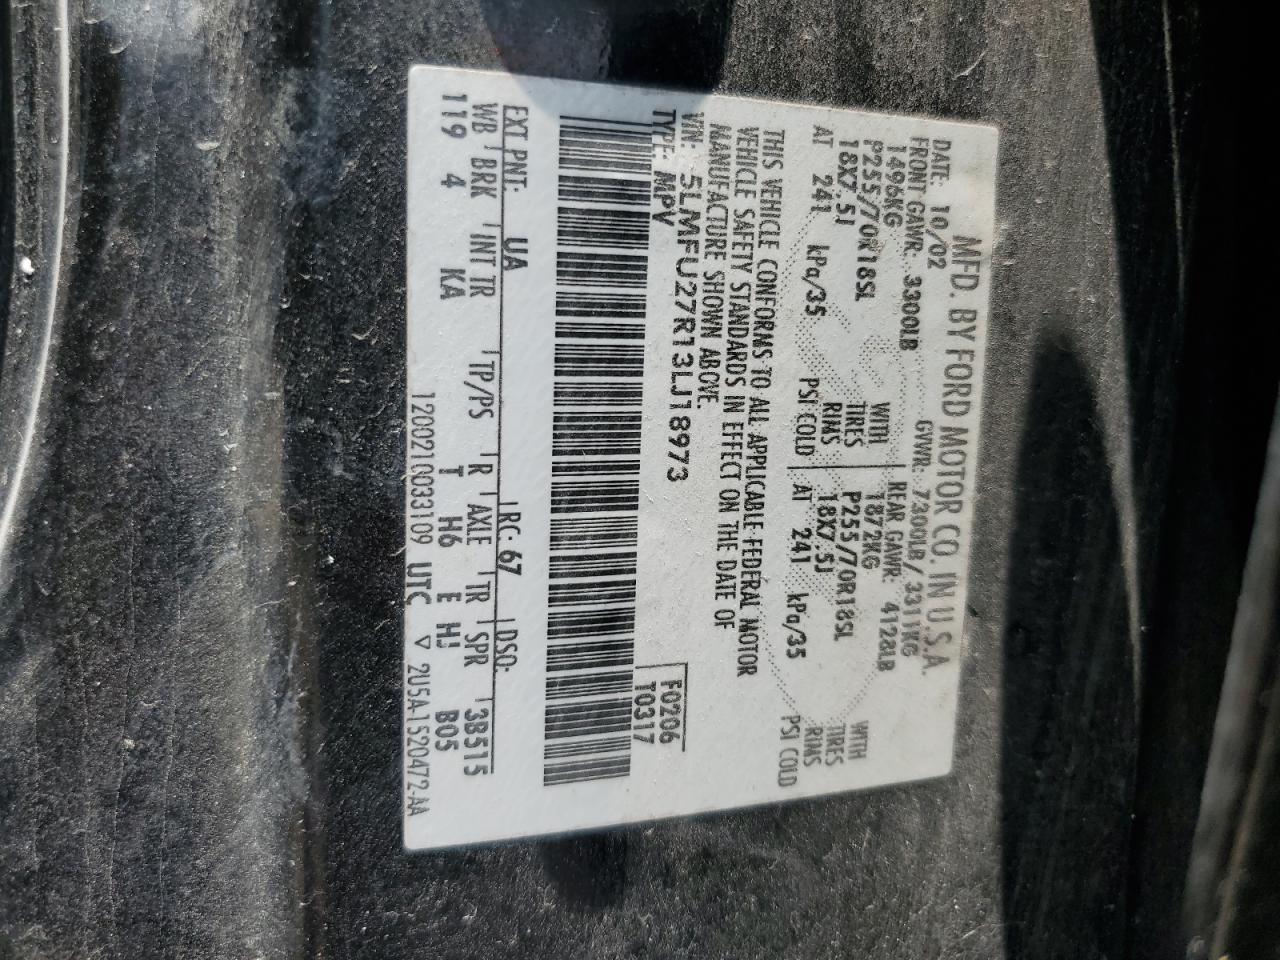 MFD. BY FORD MOTOR CO. IN U.S.A.
DATE: 10/02 GVWR: 7300LB/ 3311KG
FRONT GAWR: 3300LB REAR GAWR: 4128LB
1496KG WITH 1872KG WITH
P255/70R18SL TIRES P255/70R18SL TIRES
18X7.5J RIMS 18X7.5J RIMS
AT 241 kPa/35 PSI COLD AT 241 kPa/35 PSI COLD
THIS VEHICLE CONFORMS TO ALL APPLICABLE FEDERAL MOTOR
VEHICLE SAFETY STANDARDS IN EFFECT ON THE DATE OF
MANUFACTURE SHOWN ABOVE.
VIN: 5LMFU27R13LJ18973 F0206
TYPE: MPV T0317
EXT PNT: UA RC: 67 DSO:
WB BRK INT TR TP/PS R AXLE TR SPR 3B515
119 4 KA T H6 E HJ B05
1200210033109 UTC ▽ 2U5A-1520472-AA